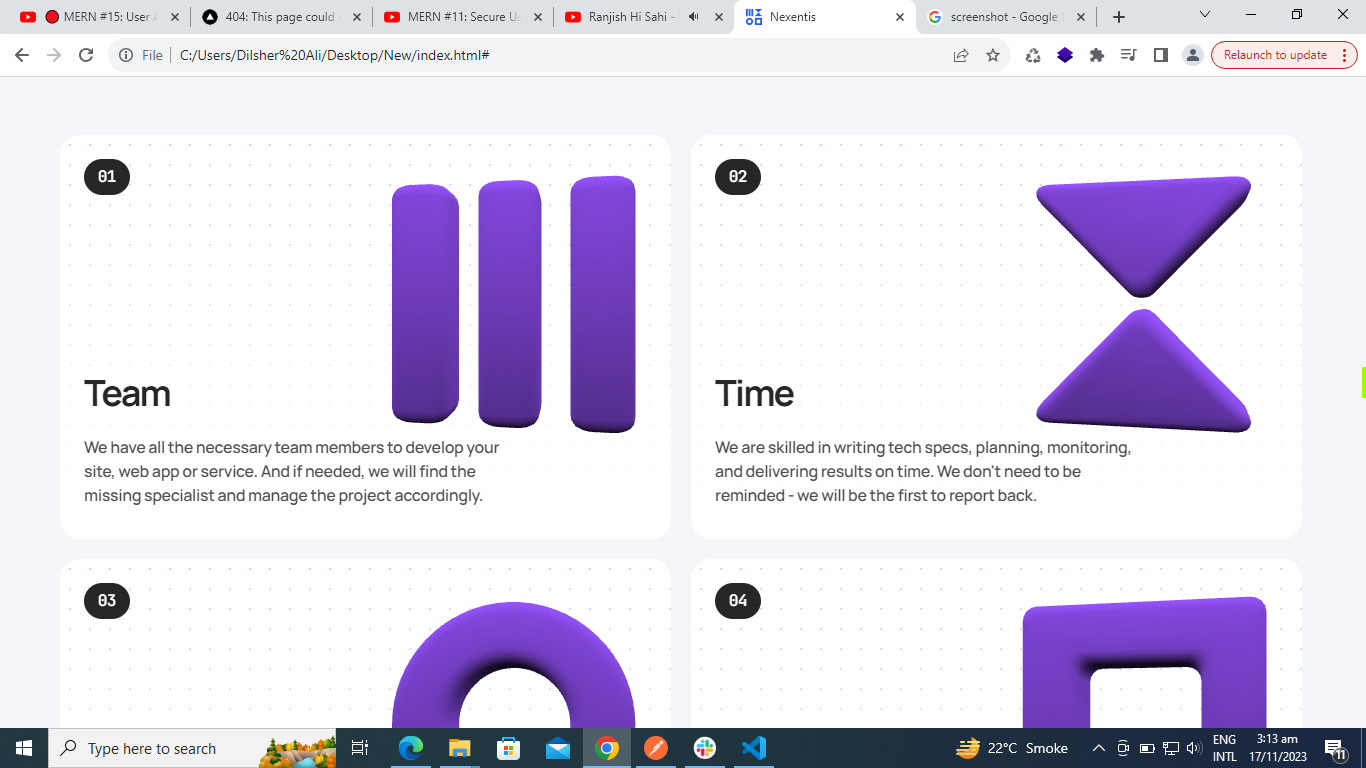 MERN #15: User A
404: This page could
MERN #11: Secure Us
Ranjish Hi Sahi -
Nexentis
screenshot - Google
File
C:/Users/Dilsher%20Ali/Desktop/New/index.html#
Relaunch to update
01
Team
We have all the necessary team members to develop your
site, web app or service. And if needed, we will find the
missing specialist and manage the project accordingly.
02
Time
We are skilled in writing tech specs, planning, monitoring,
and delivering results on time. We don't need to be
reminded - we will be the first to report back.
03
04
Type here to search
22°C Smoke
ENG
INTL
3:13 am
17/11/2023
11